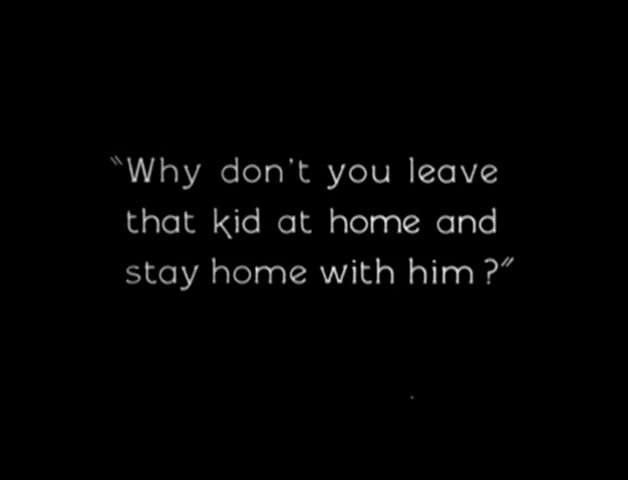 "Why don't you leave
that kid at home and
stay home with him?"